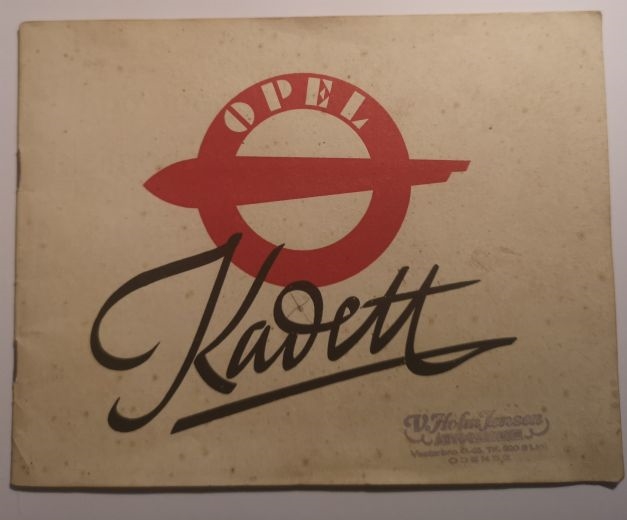 OPEL
Kadett
V. Holm Jensen
ODENSE